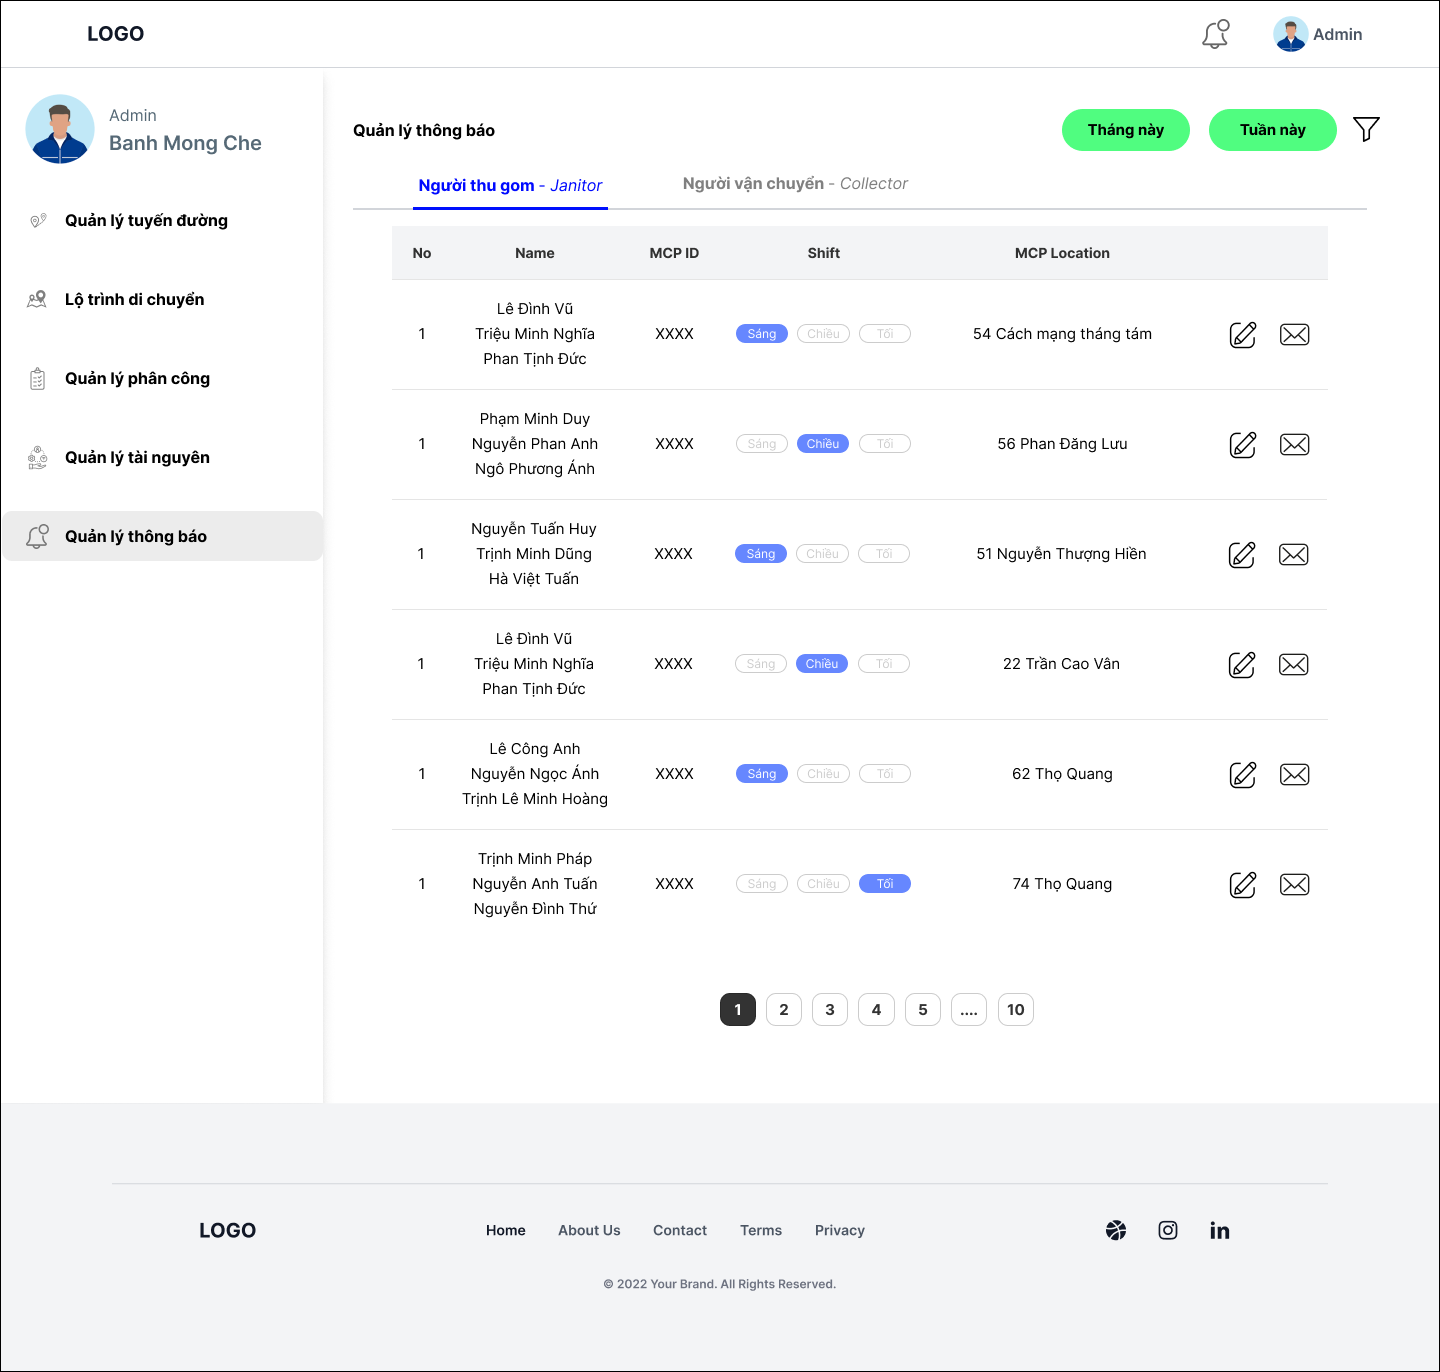 LOGO
Admin
Admin
Banh Mong Che
Quản lý tuyến đường
Lộ trình di chuyển
Quản lý phân công
Quản lý tài nguyên
Quản lý thông báo
Quản lý thông báo
Tháng này
Tuần này
Người thu gom - Janitor
Người vận chuyển - Collector
No Name MCP ID Shift MCP Location
Lê Đình Vũ
1 Triệu Minh Nghĩa XXXX Sáng Chiều Tối 54 Cách mạng tháng tám
Phan Tịnh Đức
Phạm Minh Duy
1 Nguyễn Phan Anh XXXX Sáng Chiều Tối 56 Phan Đăng Lưu
Ngô Phương Ánh
Nguyễn Tuấn Huy
1 Trịnh Minh Dũng XXXX Sáng Chiều Tối 51 Nguyễn Thượng Hiền
Hà Việt Tuấn
Lê Đình Vũ
1 Triệu Minh Nghĩa XXXX Sáng Chiều Tối 22 Trần Cao Vân
Phan Tịnh Đức
Lê Công Anh
1 Nguyễn Ngọc Ánh XXXX Sáng Chiều Tối 62 Thọ Quang
Trịnh Lê Minh Hoàng
Trịnh Minh Pháp
1 Nguyễn Anh Tuấn XXXX Sáng Chiều Tối 74 Thọ Quang
Nguyễn Đình Thứ
1 2 3 4 5 .... 10
LOGO
Home About Us Contact Terms Privacy
© 2022 Your Brand. All Rights Reserved.